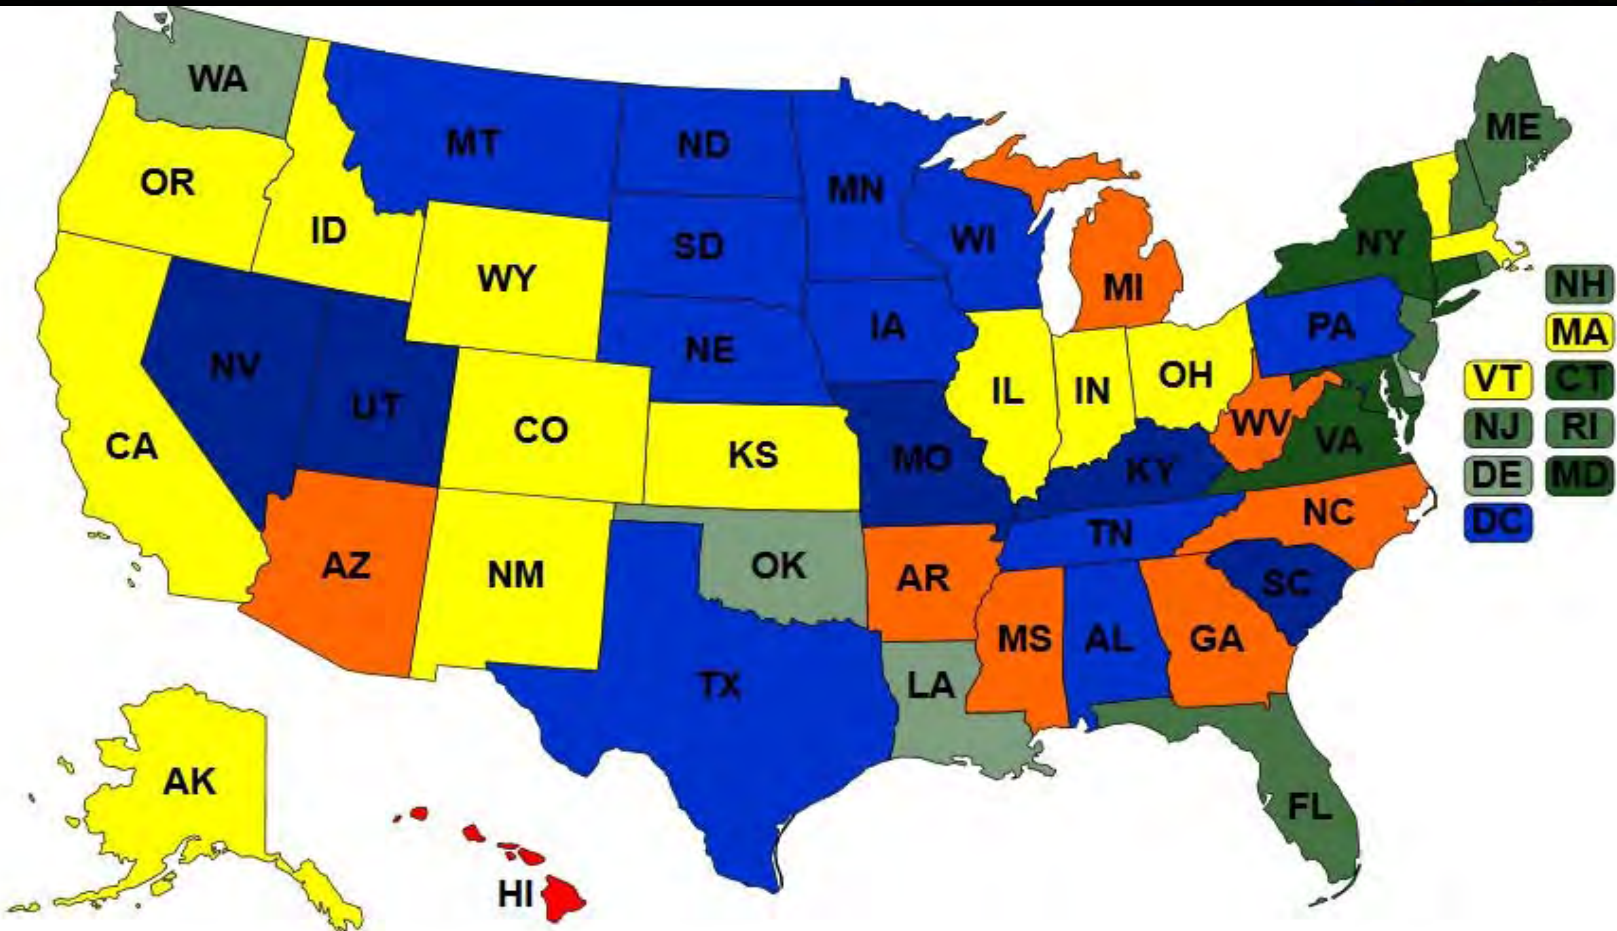 WA
MT
ND
ME
OR
MN
ID
SD
WI
NY
WY
MI
NH
IA
PA
MA
NV
NE
UT
IL
IN
OH
VT
CT
CA
CO
KS
MO
KY
WV
VA
NJ
RI
DE
MD
AZ
NM
OK
AR
TN
NC
DC
SC
MS
AL
GA
TX
LA
AK
FL
HI